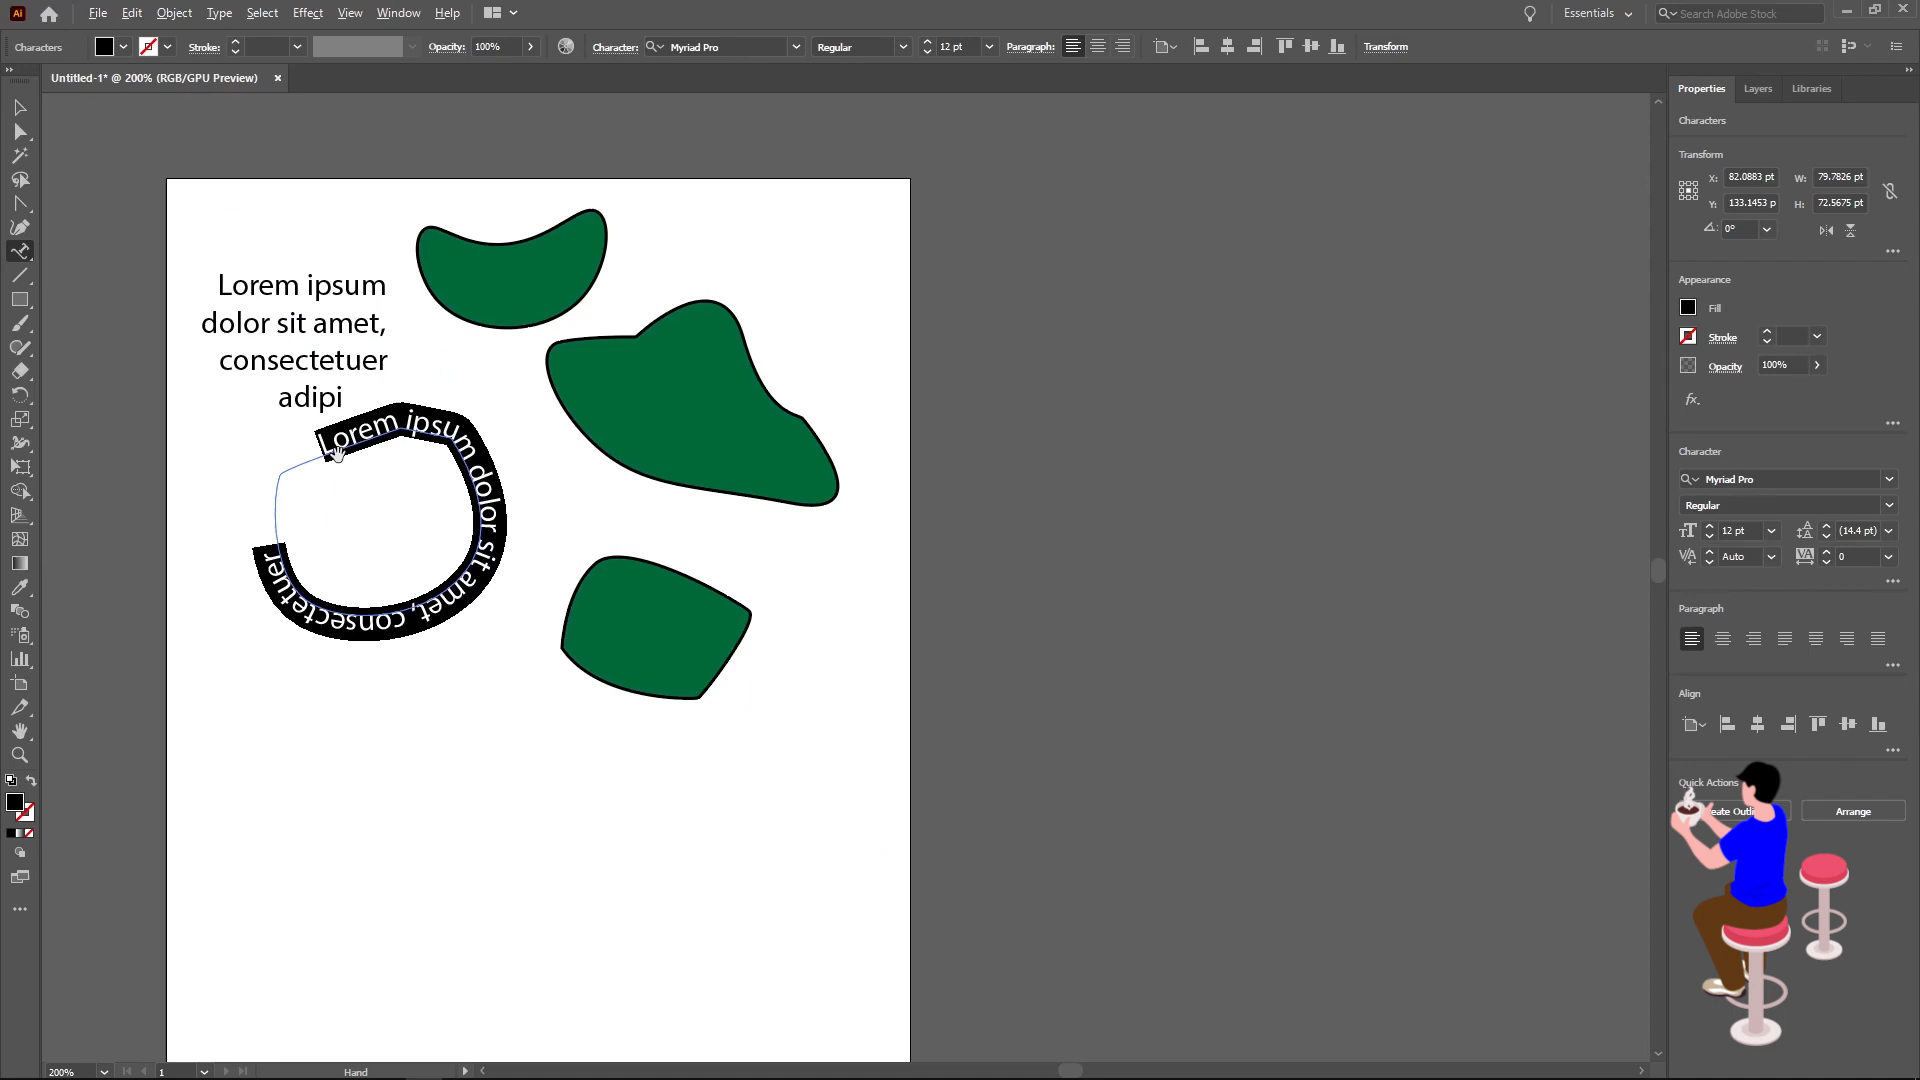 Ai File Edit Object Type Select Effect View Window Help Essentials Search Adobe Stock
Characters Stroke: Opacity: 100% Character: Myriad Pro Regular 12 pt Paragraph: Transform
Untitled-1* @ 200% (RGB/GPU Preview)
Lorem ipsum
dolor sit amet,
consectetuer
adipi
Lorem ipsum dolor sit amet, consectetuer
Properties Layers Libraries
Characters
Transform
X: 82.0883 pt W: 79.7826 pt
Y: 133.1453 p H: 72.5675 pt
0°
Appearance
Fill
Stroke
Opacity 100%
fx.
Character
Myriad Pro
Regular
12 pt (14.4 pt)
Auto 0
Paragraph
Align
Quick Actions
eate Outli Arrange
200% 1 Hand